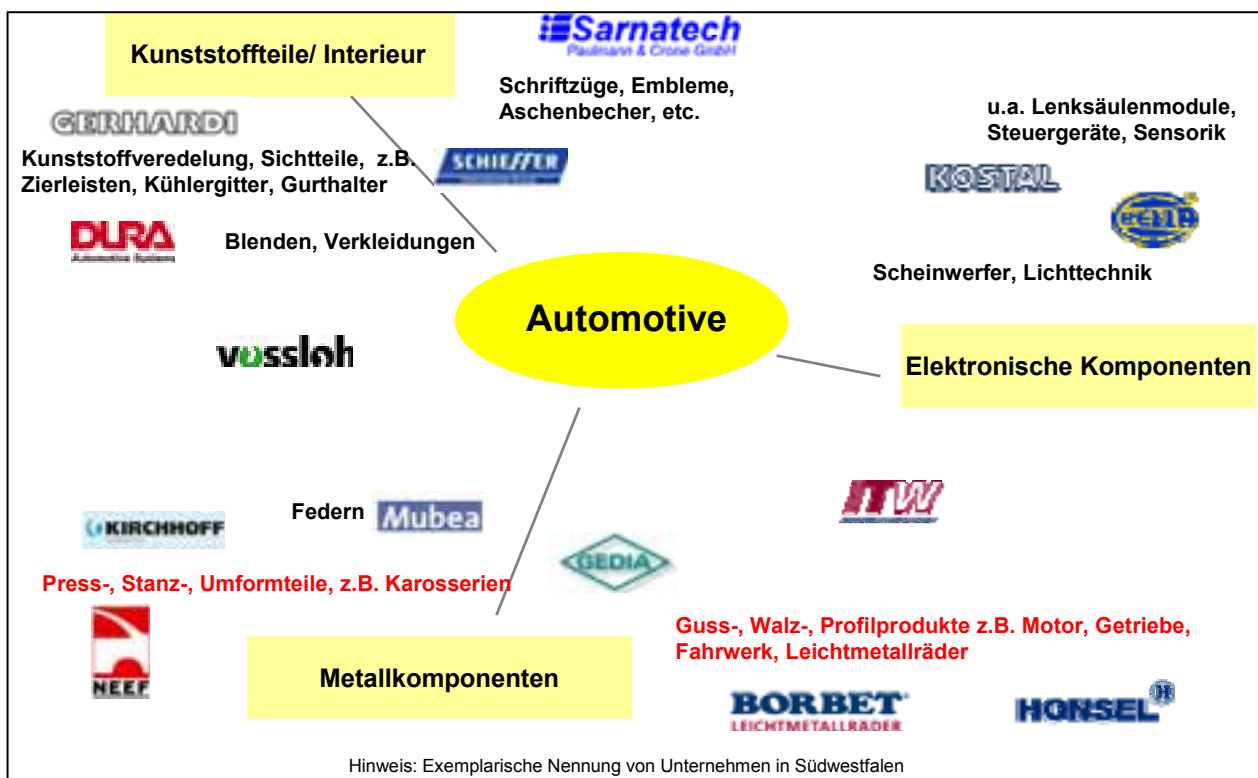 Sarnatech
Paulmann & Crone GmbH
Kunststoffteile/ Interieur
Schriftzüge, Embleme,
Aschenbecher, etc.
u.a. Lenksäulenmodule,
Steuergeräte, Sensorik
GERHARDI
Kunststoffveredelung, Sichtteile, z.B.
Zierleisten, Kühlergitter, Gurthalter
SCHIEFFER
KOSTAL
HELLA
DURA
Automotive Systems
Blenden, Verkleidungen
Scheinwerfer, Lichttechnik
Automotive
vossloh
Elektronische Komponenten
ITW
Federn
Mubea
KIRCHHOFF
GEDIA
Press-, Stanz-, Umformteile, z.B. Karosserien
NEEF
Guss-, Walz-, Profilprodukte z.B. Motor, Getriebe,
Fahrwerk, Leichtmetallräder
Metallkomponenten
BORBET
LEICHTMETALLRÄDER
HONSEL
H
Hinweis: Exemplarische Nennung von Unternehmen in Südwestfalen